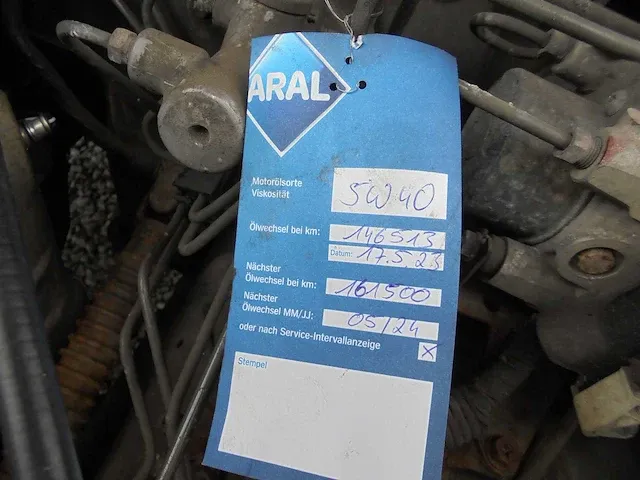 ARAL
Motorölsorte
Viskosität
5W40
Ölwechsel bei km: 146513
Datum: 17.5.23
Nächster
Ölwechsel bei km: 161500
Nächster
Ölwechsel MM/JJ: 05/24
oder nach Service-Intervallanzeige X
Stempel